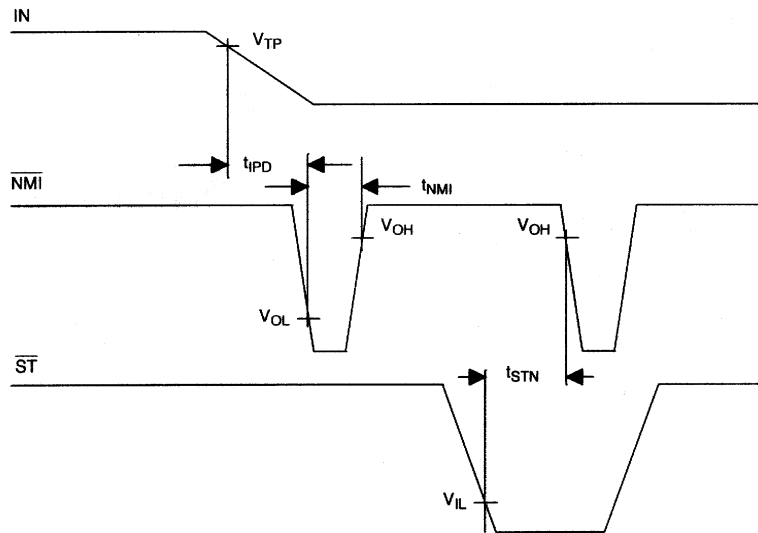 IN
VTP
tIPD
NMI
tNMI
VOH
VOH
VOL
ST
tSTN
VIL